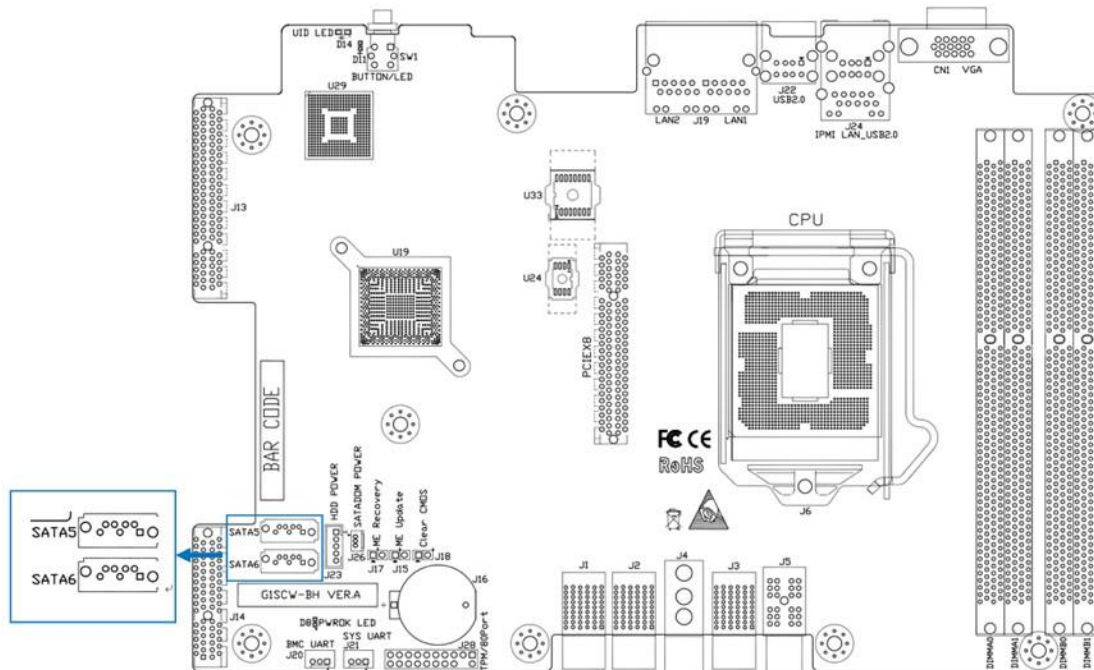 UID LED
D14
D11
SW1
BUTTON/LED
U29
J13
U19
BAR CODE
LAN2 J19 LAN1
J22
USB2.0
J24
IPMI LAN_USB2.0
CN1 VGA
U33
U24
PCIEX8
CPU
FC CE
RoHS
J6
SATA5
SATA6
SATA5
SATA6
HDD POWER
J23
SATADOM POWER
J26
ME Recovery
J17
ME Update
J15
Clear CMOS
J18
J16
G1SCW-BH VER.A
J14
PWROK LED
BMC UART
J20
SYS UART
J21
J28
TPM/80Port
J1
J2
J4
J3
J5
DIMMA0
DIMMA1
DIMMB0
DIMMB1